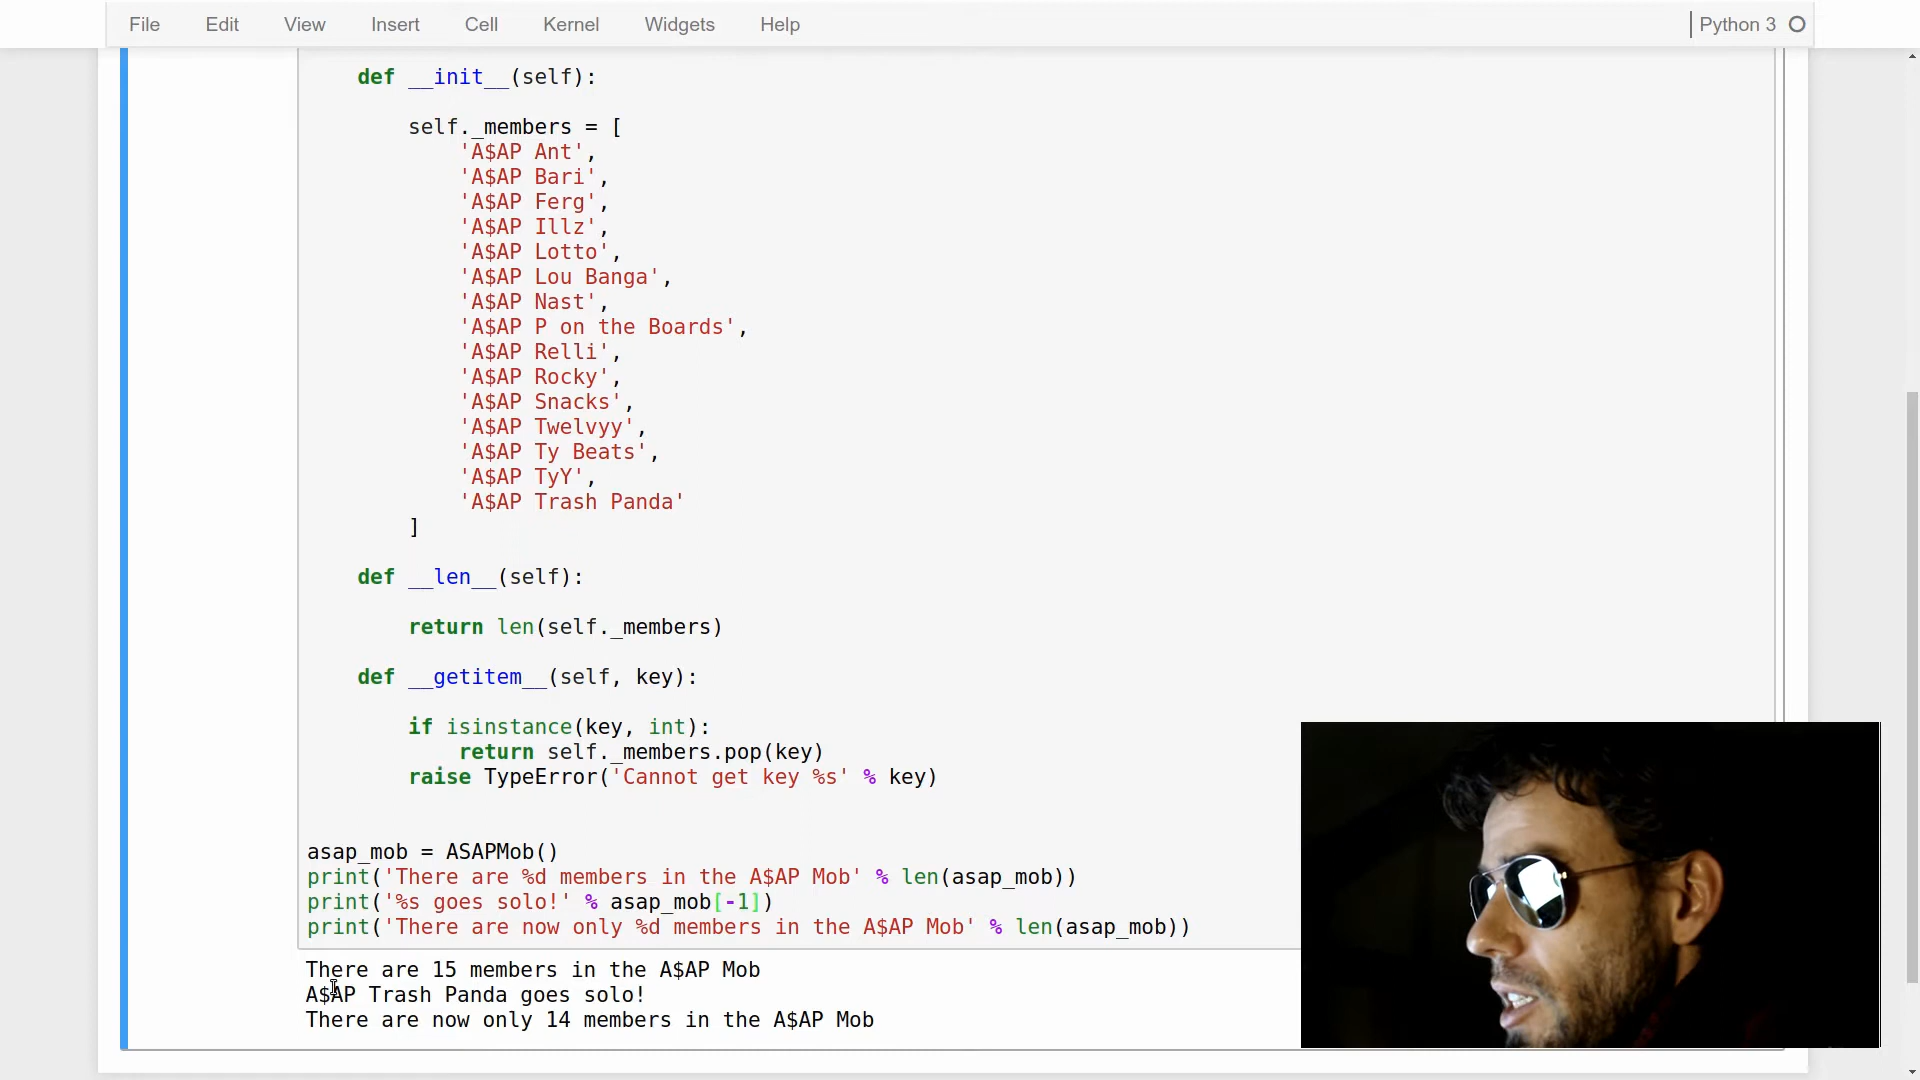 File Edit View Insert Cell Kernel Widgets Help Python 3
def __init__(self):
self._members = [
'A$AP Ant',
'A$AP Bari',
'A$AP Ferg',
'A$AP Illz',
'A$AP Lotto',
'A$AP Lou Banga',
'A$AP Nast',
'A$AP P on the Boards',
'A$AP Relli',
'A$AP Rocky',
'A$AP Snacks',
'A$AP Twelvyy',
'A$AP Ty Beats',
'A$AP TyY',
'A$AP Trash Panda'
]
def __len__(self):
return len(self._members)
def __getitem__(self, key):
if isinstance(key, int):
return self._members.pop(key)
raise TypeError('Cannot get key %s' % key)
asap_mob = ASAPMob()
print('There are %d members in the A$AP Mob' % len(asap_mob))
print('%s goes solo!' % asap_mob[-1])
print('There are now only %d members in the A$AP Mob' % len(asap_mob))
There are 15 members in the A$AP Mob
A$AP Trash Panda goes solo!
There are now only 14 members in the A$AP Mob